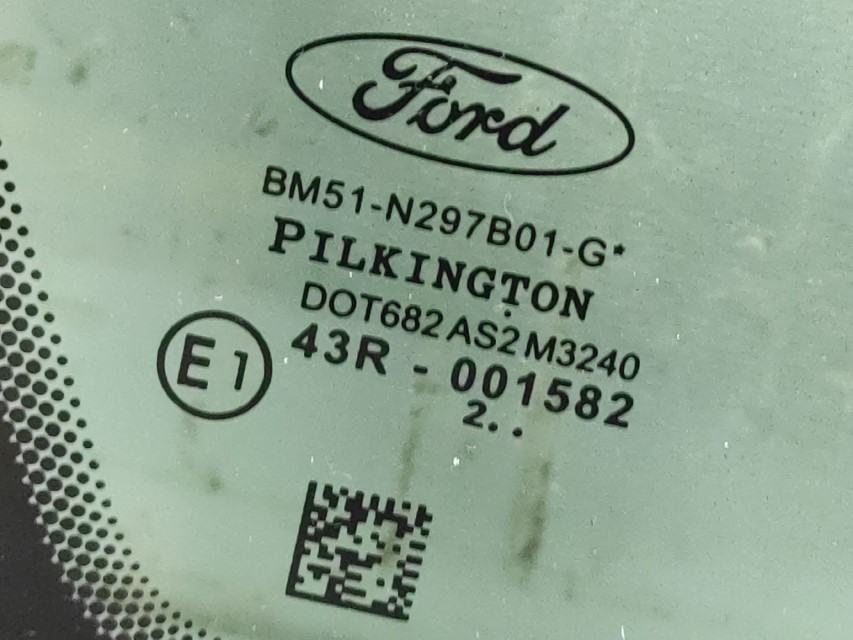 Ford
BM51-N297B01-G*
PILKINGTON
DOT682 AS2 M3240
E1
43R - 001582
2..